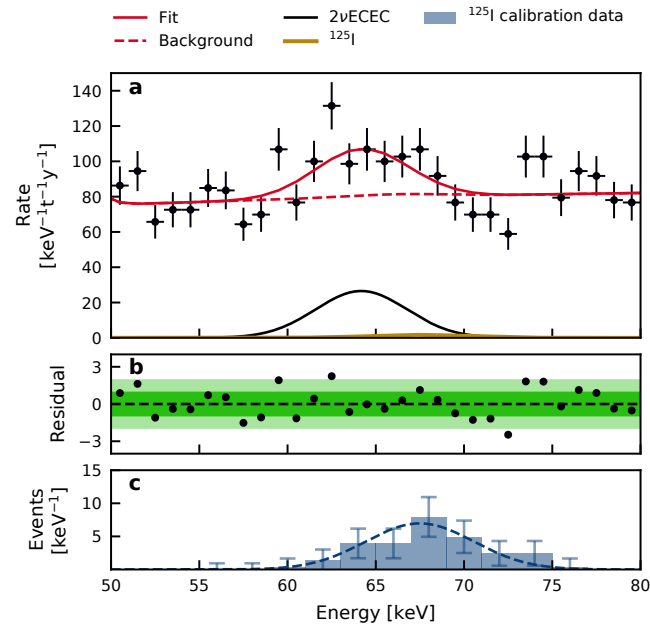 Fit
Background
2νECEC
¹²⁵I
¹²⁵I calibration data
a
Rate
[keV⁻¹t⁻¹y⁻¹]
140
120
100
80
60
40
20
0
b
Residual
3
0
−3
c
Events
[keV⁻¹]
15
10
5
50 55 60 65 70 75 80
Energy [keV]